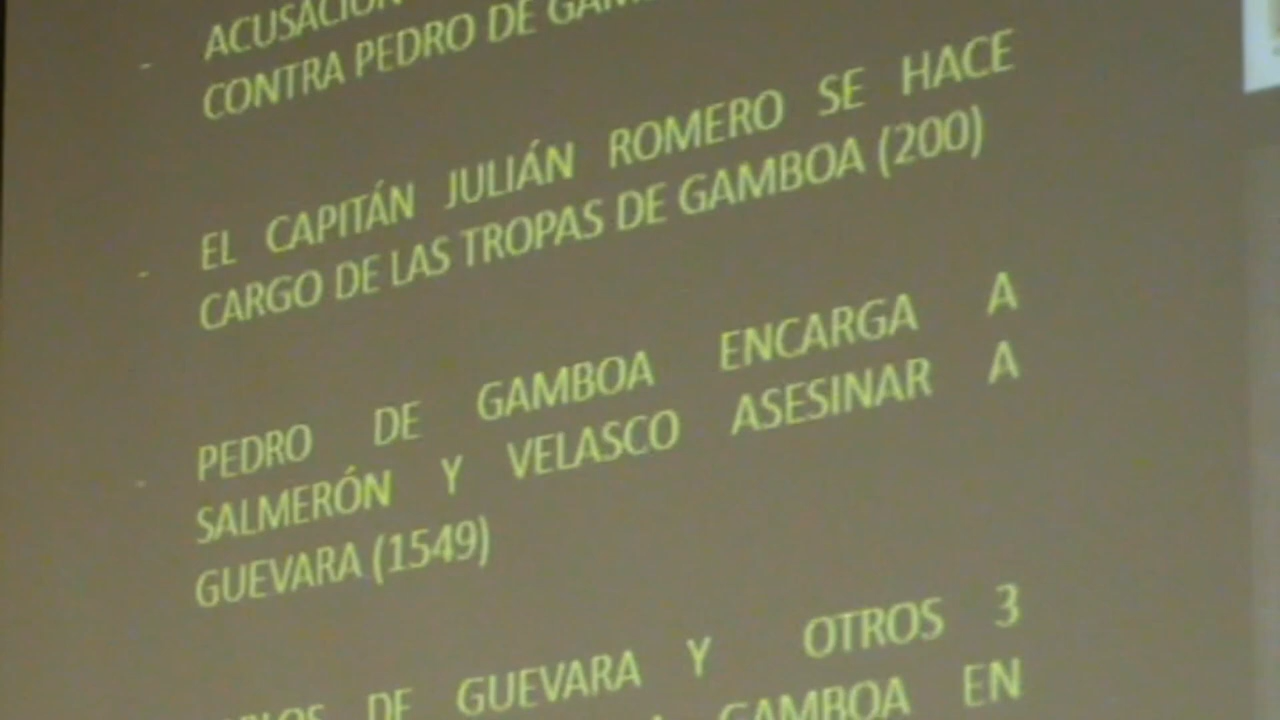 ACUSACIÓN
CONTRA PEDRO DE
- EL CAPITÁN JULIÁN ROMERO SE HACE
CARGO DE LAS TROPAS DE GAMBOA (200)
- PEDRO DE GAMBOA ENCARGA A
SALMERÓN Y VELASCO ASESINAR A
GUEVARA (1549)
DE GUEVARA Y OTROS 3
GAMBOA EN